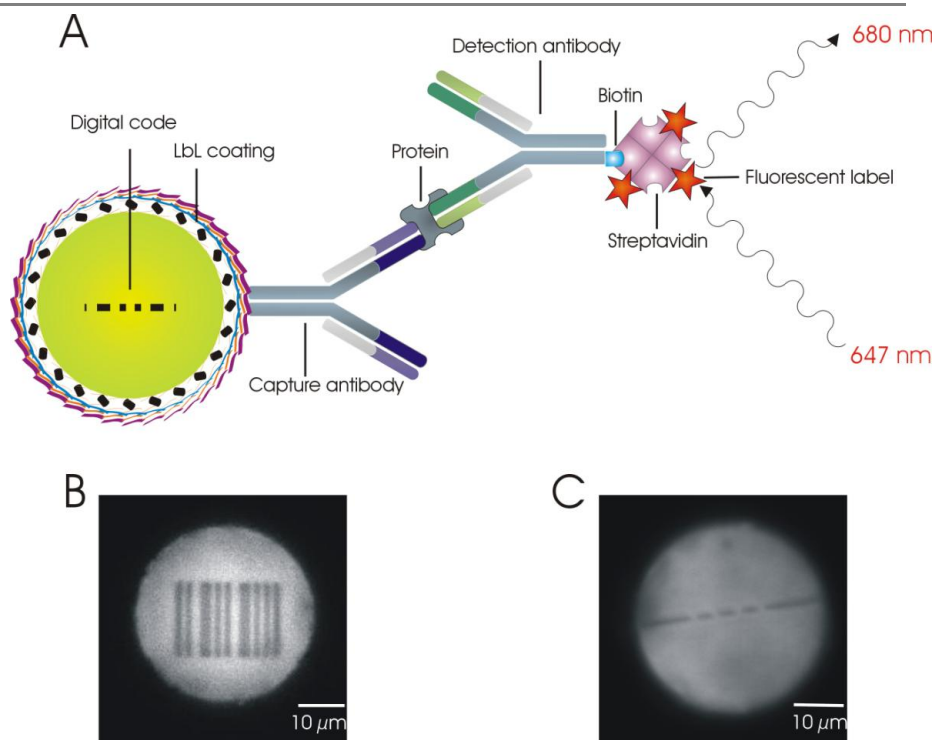 A
680 nm
Detection antibody
Biotin
Digital code
LbL coating
Protein
Fluorescent label
Streptavidin
647 nm
Capture antibody
B
C
10 µm
10 µm